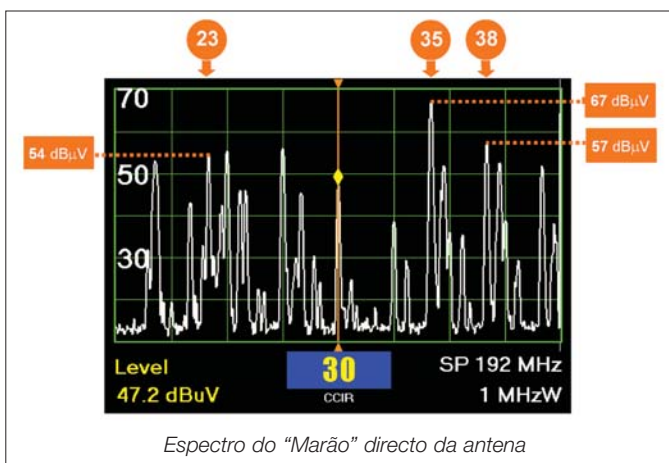 23
35
38
70
67 dBµV
54 dBµV
57 dBµV
50
30
Level
30
SP 192 MHz
47.2 dBuV
CCIR
1 MHzW
Espectro do “Marão” directo da antena